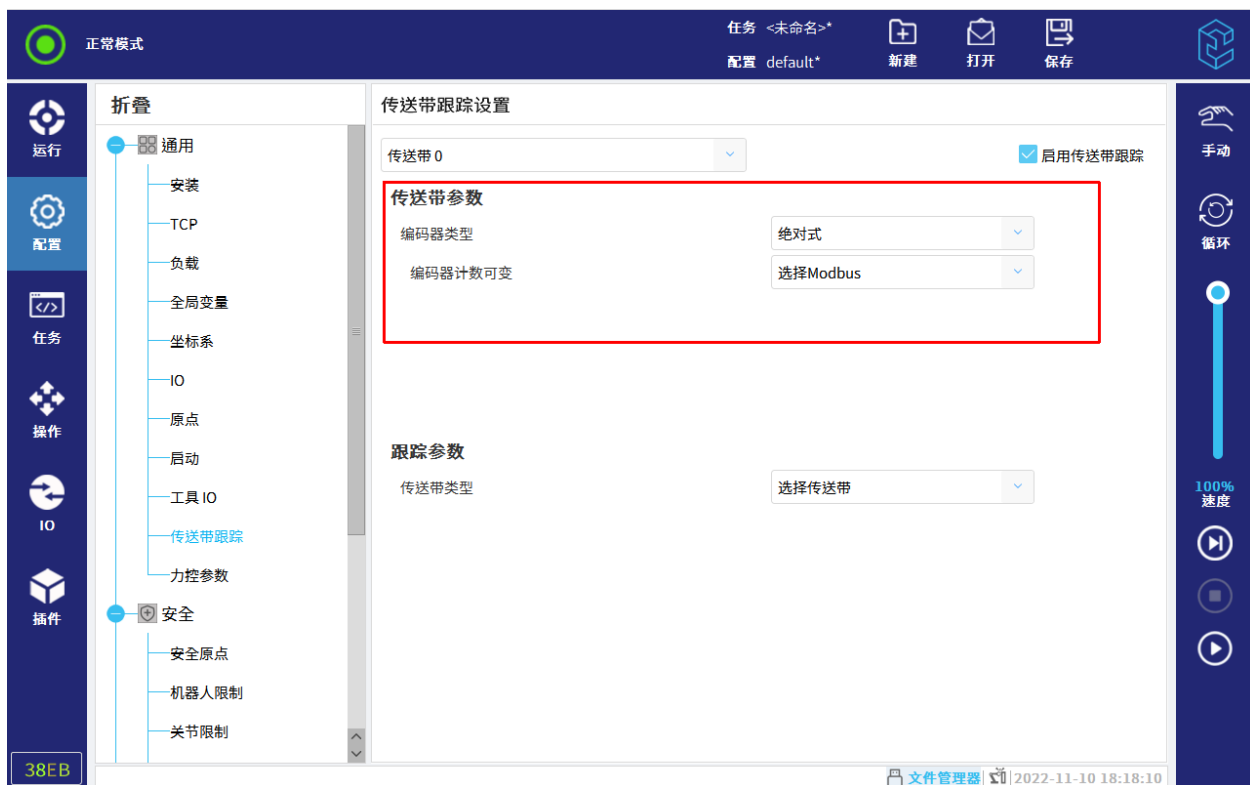 正常模式
任务 <未命名>*
配置 default*
新建
打开
保存
运行
配置
任务
操作
IO
插件
38EB
折叠
通用
安装
TCP
负载
全局变量
坐标系
IO
原点
启动
工具 IO
传送带跟踪
力控参数
安全
安全原点
机器人限制
关节限制
传送带跟踪设置
传送带 0
启用传送带跟踪
传送带参数
编码器类型 绝对式
编码器计数可变 选择Modbus
跟踪参数
传送带类型 选择传送带
手动
循环
100%
速度
文件管理器 2022-11-10 18:18:10